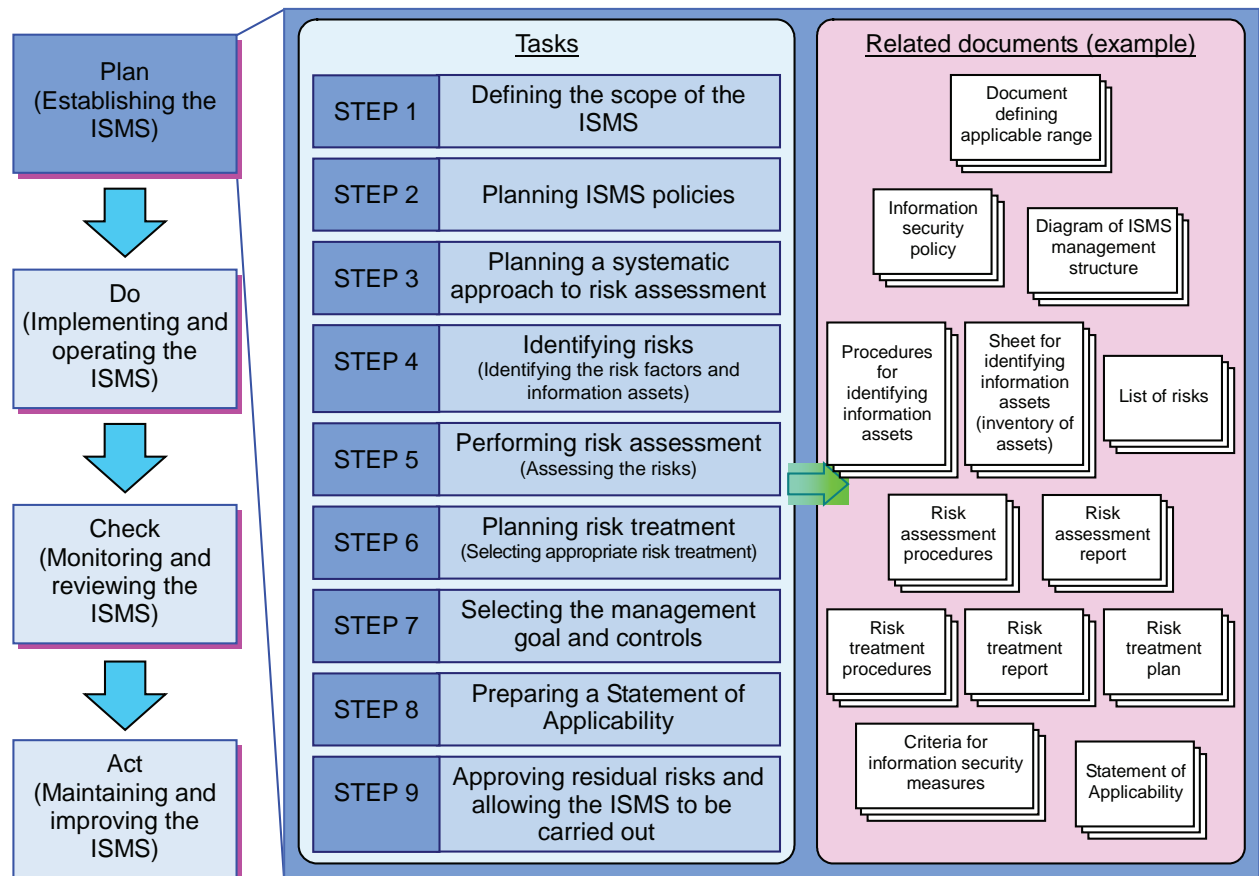 Plan
(Establishing the
ISMS)
Do
(Implementing and
operating the
ISMS)
Check
(Monitoring and
reviewing the
ISMS)
Act
(Maintaining and
improving the
ISMS)
Tasks
STEP 1
Defining the scope of the
ISMS
STEP 2
Planning ISMS policies
STEP 3
Planning a systematic
approach to risk assessment
STEP 4
Identifying risks
(Identifying the risk factors and
information assets)
STEP 5
Performing risk assessment
(Assessing the risks)
STEP 6
Planning risk treatment
(Selecting appropriate risk treatment)
STEP 7
Selecting the management
goal and controls
STEP 8
Preparing a Statement of
Applicability
STEP 9
Approving residual risks and
allowing the ISMS to be
carried out
Related documents (example)
Document
defining
applicable range
Information
security
policy
Diagram of ISMS
management
structure
Procedures
for
identifying
information
assets
Sheet for
identifying
information
assets
(inventory of
assets)
List of risks
Risk
assessment
procedures
Risk
assessment
report
Risk
treatment
procedures
Risk
treatment
report
Risk
treatment
plan
Criteria for
information security
measures
Statement of
Applicability